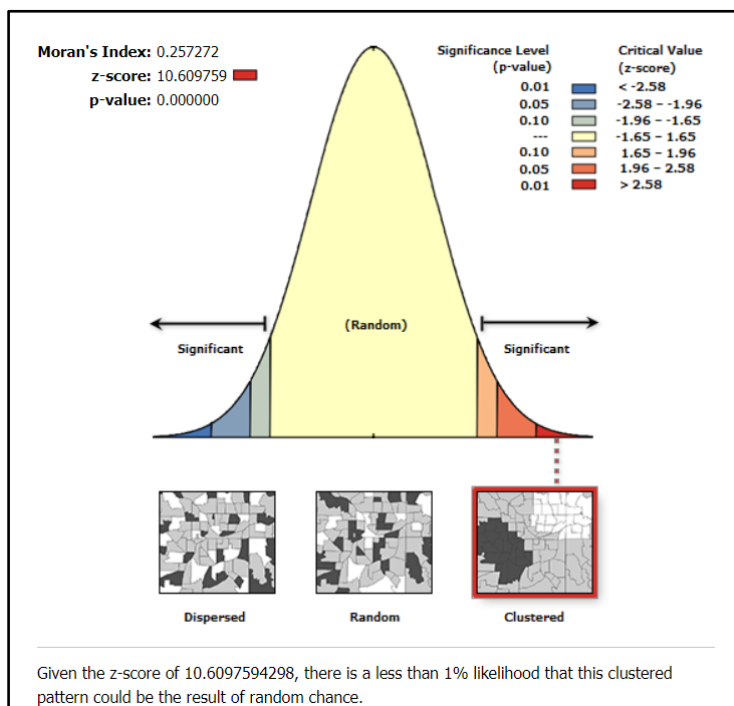 Moran's Index: 0.257272
z-score: 10.609759
p-value: 0.000000
Significance Level
(p-value)
Critical Value
(z-score)
0.01 < -2.58
0.05 -2.58 – -1.96
0.10 -1.96 – -1.65
--- -1.65 – 1.65
0.10 1.65 – 1.96
0.05 1.96 – 2.58
0.01 > 2.58
(Random)
Significant
Significant
Dispersed
Random
Clustered
Given the z-score of 10.6097594298, there is a less than 1% likelihood that this clustered
pattern could be the result of random chance.